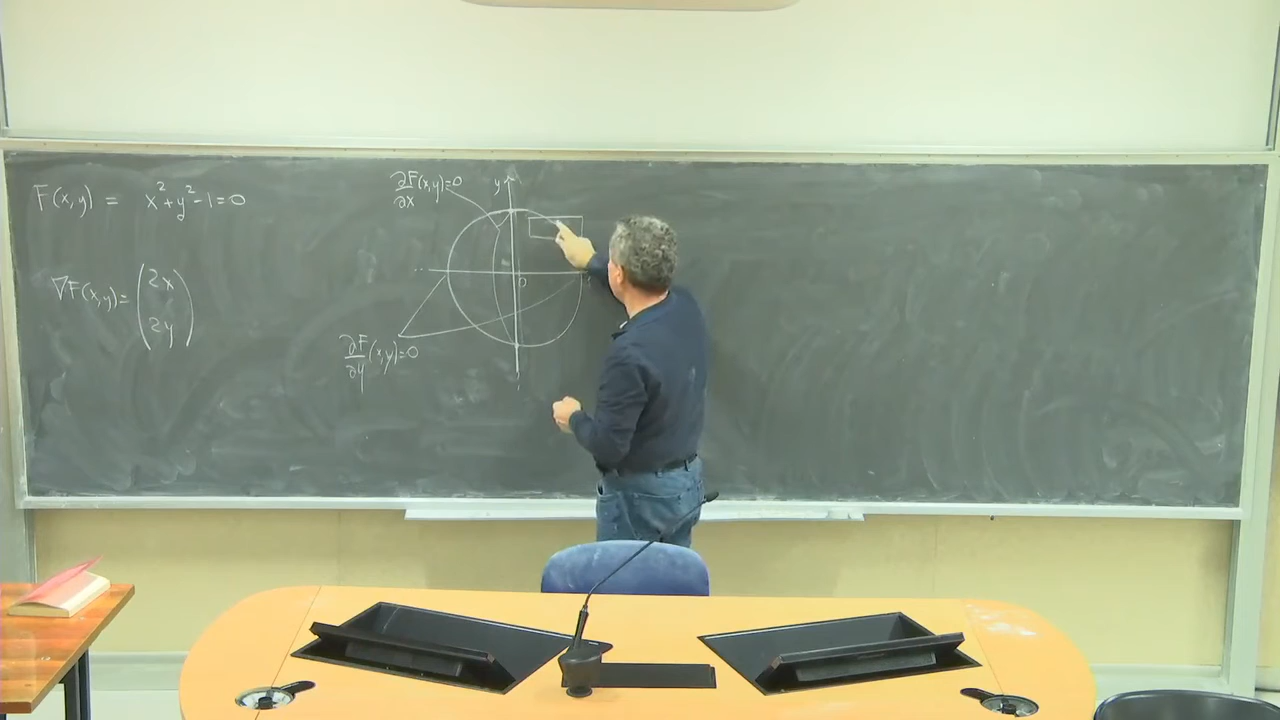 F(x,y) = x²+y²-1=0
∇F(x,y)= (2x
2y)
∂F(x,y)=0
∂x
y
0
∂F(x,y)=0
∂y